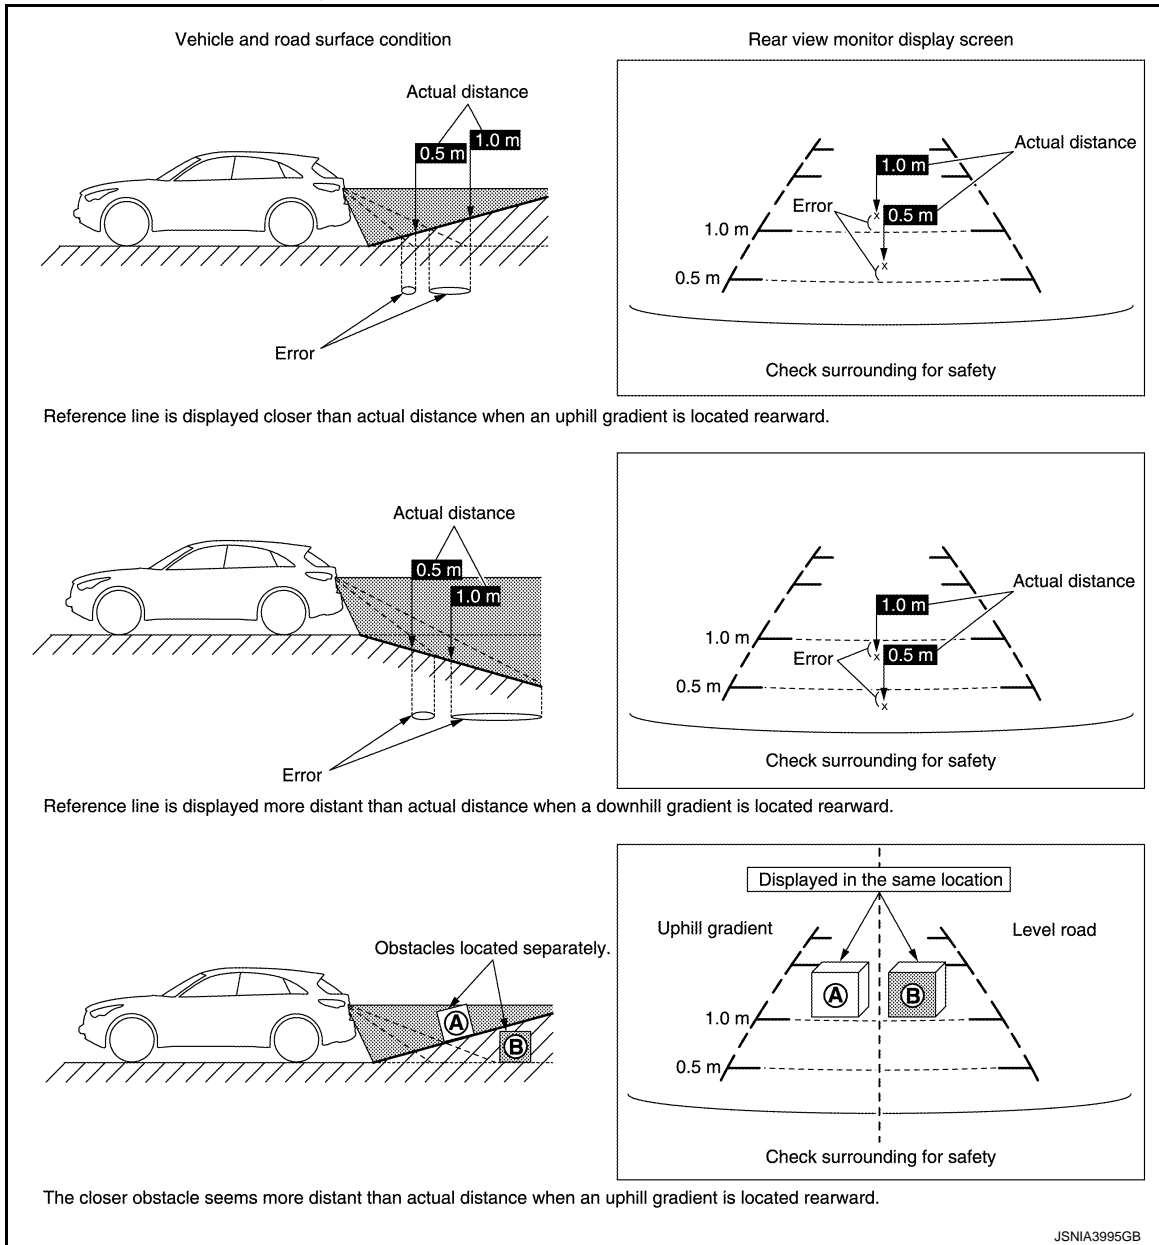 Vehicle and road surface condition
Rear view monitor display screen
Actual distance
0.5 m
1.0 m
Error
Actual distance
1.0 m
0.5 m
Error
1.0 m
0.5 m
Check surrounding for safety
Reference line is displayed closer than actual distance when an uphill gradient is located rearward.
Actual distance
0.5 m
1.0 m
Error
Actual distance
1.0 m
0.5 m
Error
1.0 m
0.5 m
Check surrounding for safety
Reference line is displayed more distant than actual distance when a downhill gradient is located rearward.
Obstacles located separately.
A
B
Displayed in the same location
Uphill gradient
Level road
A
B
1.0 m
0.5 m
Check surrounding for safety
The closer obstacle seems more distant than actual distance when an uphill gradient is located rearward.
JSNIA3995GB